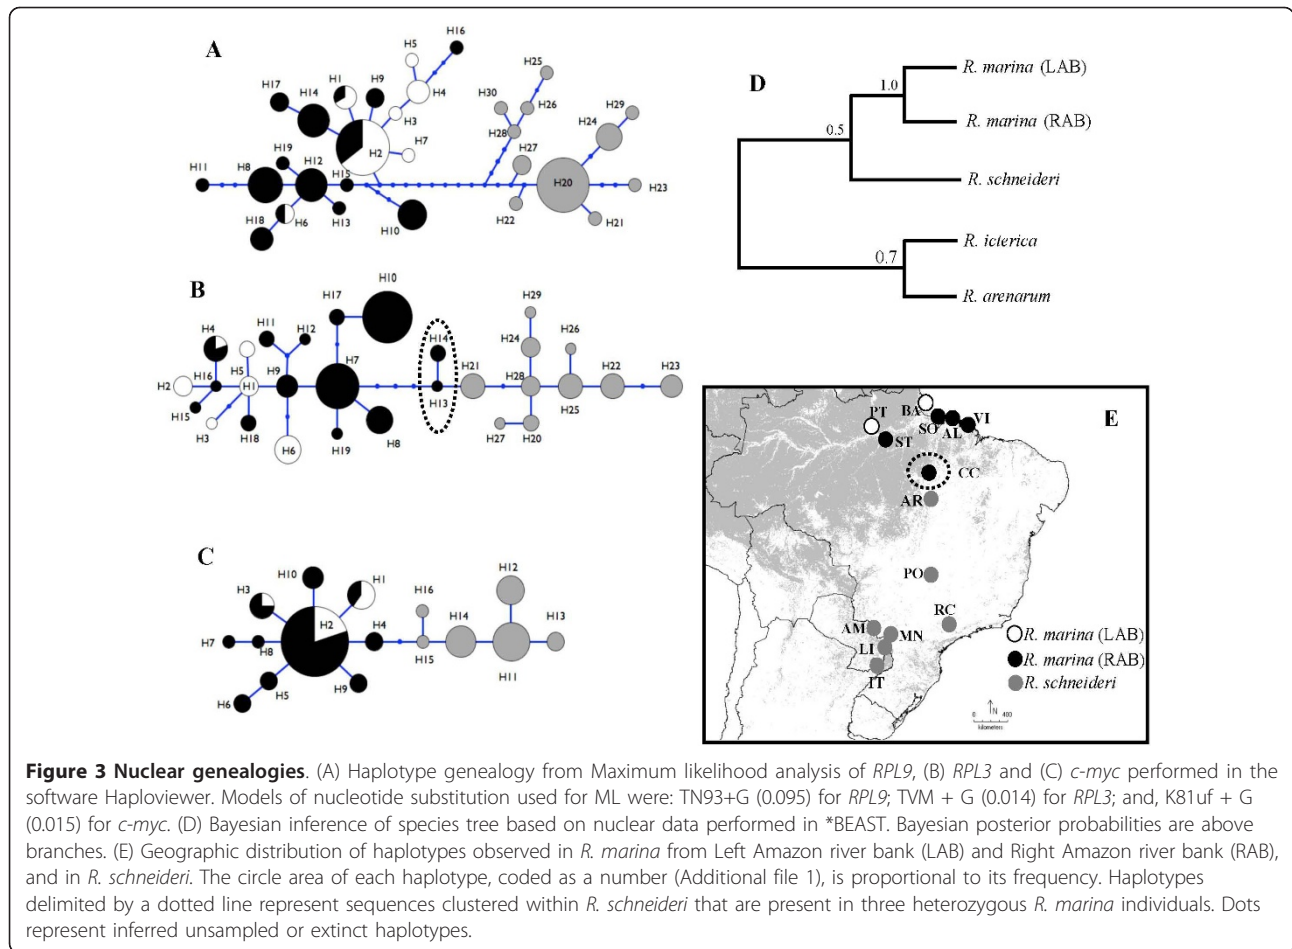 A
H16
H5
H25
H17
H14
H1
H9
H4
H30
H26
H29
H24
H3
H28
H7
H2
H27
H19
H12
H11
H8
H15
H20
H23
H22
H21
H18
H6
H13
H10
B
H10
H17
H29
H4
H11
H12
H14
H24
H26
H5
H7
H21
H22
H23
H16
H9
H28
H2
H1
H13
H25
H15
H3
H18
H8
H27
H20
H6
H19
C
H10
H1
H12
H3
H16
H2
H14
H13
H4
H7
H8
H15
H11
H5
H9
H6
D
R. marina (LAB)
1.0
R. marina (RAB)
0.5
R. schneideri
R. icterica
0.7
R. arenarum
E
PT
BA
VI
SO
AL
ST
CC
AR
PO
RC
AM
MN
LI
IT
R. marina (LAB)
R. marina (RAB)
R. schneideri
N
0 400
kilometers
Figure 3 Nuclear genealogies. (A) Haplotype genealogy from Maximum likelihood analysis of RPL9, (B) RPL3 and (C) c-myc performed in the
software Haploviewer. Models of nucleotide substitution used for ML were: TN93+G (0.095) for RPL9; TVM + G (0.014) for RPL3; and, K81uf + G
(0.015) for c-myc. (D) Bayesian inference of species tree based on nuclear data performed in *BEAST. Bayesian posterior probabilities are above
branches. (E) Geographic distribution of haplotypes observed in R. marina from Left Amazon river bank (LAB) and Right Amazon river bank (RAB),
and in R. schneideri. The circle area of each haplotype, coded as a number (Additional file 1), is proportional to its frequency. Haplotypes
delimited by a dotted line represent sequences clustered within R. schneideri that are present in three heterozygous R. marina individuals. Dots
represent inferred unsampled or extinct haplotypes.